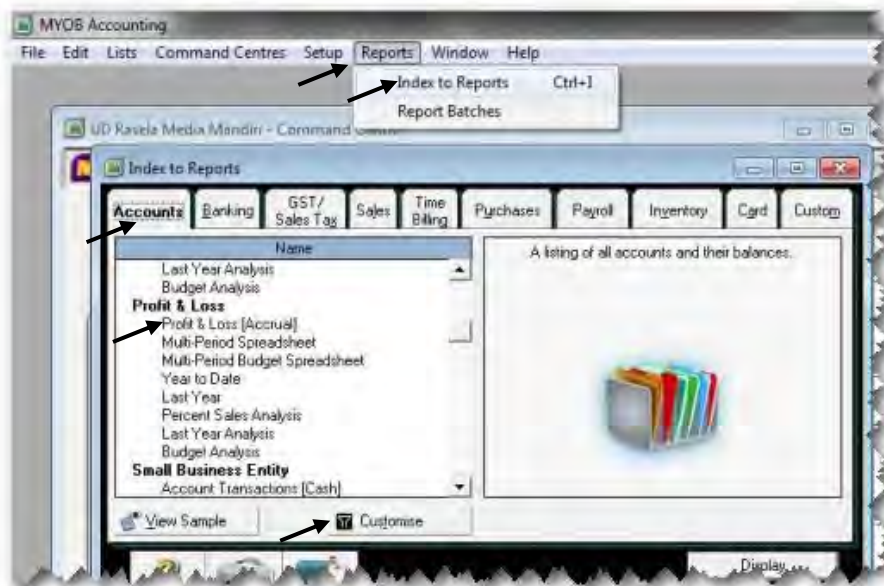 MYOB Accounting
File Edit Lists Command Centres Setup Reports Window Help
Index to Reports Ctrl+I
Report Batches
UD Rasela Media Mandiri - Command
Index to Reports
Accounts Banking GST/ Sales Tax Sales Time Billing Purchases Payroll Inventory Card Custom
Name
A listing of all accounts and their balances.
Last Year Analysis
Budget Analysis
Profit & Loss
Profit & Loss [Accrual]
Multi-Period Spreadsheet
Multi-Period Budget Spreadsheet
Year to Date
Last Year
Percent Sales Analysis
Last Year Analysis
Budget Analysis
Small Business Entity
Account Transactions [Cash]
View Sample Customise
Display